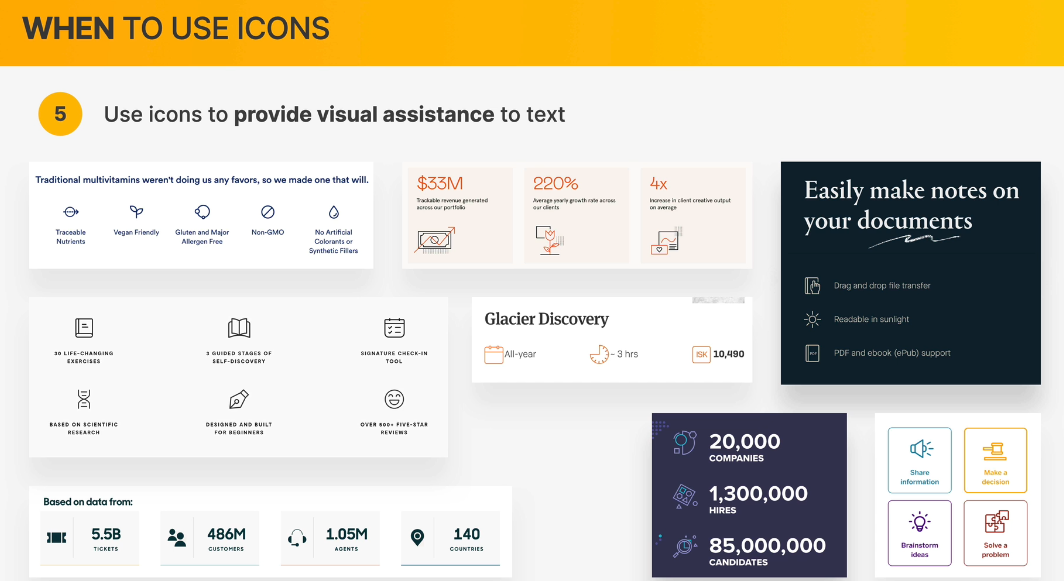 WHEN TO USE ICONS
5
Use icons to provide visual assistance to text
Traditional multivitamins weren't doing us any favors, so we made one that will.
Traceable
Nutrients
Vegan Friendly
Gluten and Major
Allergen Free
Non-GMO
No Artificial
Colorants or
Synthetic Fillers
$33M
Trackable revenue generated
across our portfolio
220%
Average yearly growth rate across
our clients
4x
Increase in client creative output
on average
Easily make notes on
your documents
Drag and drop file transfer
Readable in sunlight
PDF
PDF and ebook (ePub) support
30 LIFE-CHANGING
EXERCISES
3 GUIDED STAGES OF
SELF-DISCOVERY
SIGNATURE CHECK-IN
TOOL
BASED ON SCIENTIFIC
RESEARCH
DESIGNED AND BUILT
FOR BEGINNERS
OVER 500+ FIVE-STAR
REVIEWS
Glacier Discovery
All-year
~ 3 hrs
ISK 10,490
Based on data from:
5.5B
TICKETS
486M
CUSTOMERS
1.05M
AGENTS
140
COUNTRIES
20,000
COMPANIES
1,300,000
HIRES
85,000,000
CANDIDATES
Share
information
Make a
decision
Brainstorm
ideas
Solve a
problem